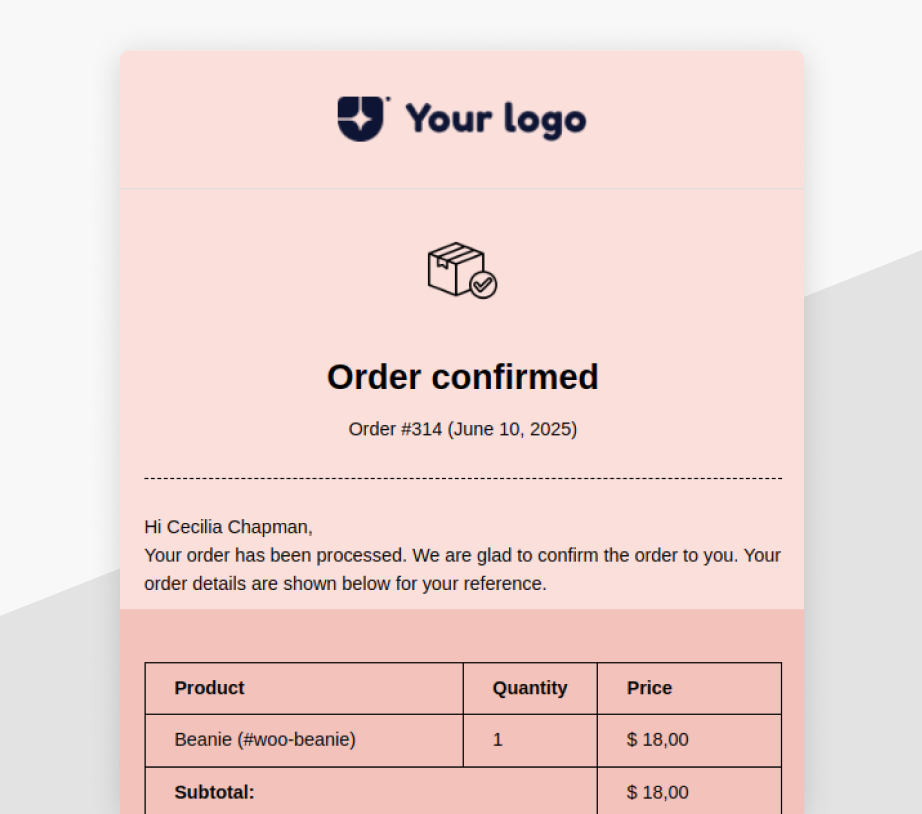 Your logo
Order confirmed
Order #314 (June 10, 2025)
Hi Cecilia Chapman,
Your order has been processed. We are glad to confirm the order to you. Your
order details are shown below for your reference.
Product Quantity Price
Beanie (#woo-beanie) 1 $ 18,00
Subtotal: $ 18,00